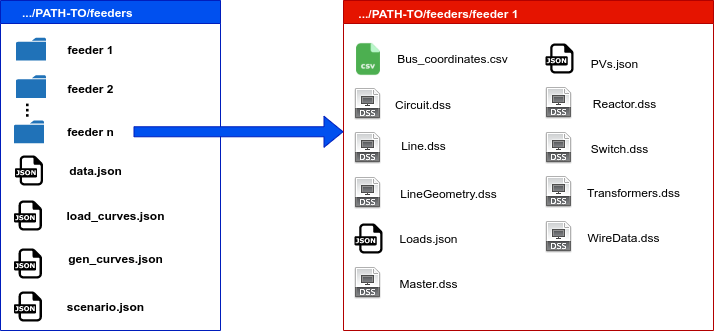 .../PATH-TO/feeders
feeder 1
feeder 2
feeder n
JSON
data.json
JSON
load_curves.json
JSON
gen_curves.json
JSON
scenario.json
.../PATH-TO/feeders/feeder 1
csv
Bus_coordinates.csv
DSS
Circuit.dss
DSS
Line.dss
DSS
LineGeometry.dss
JSON
Loads.json
DSS
Master.dss
JSON
PVs.json
DSS
Reactor.dss
DSS
Switch.dss
DSS
Transformers.dss
DSS
WireData.dss